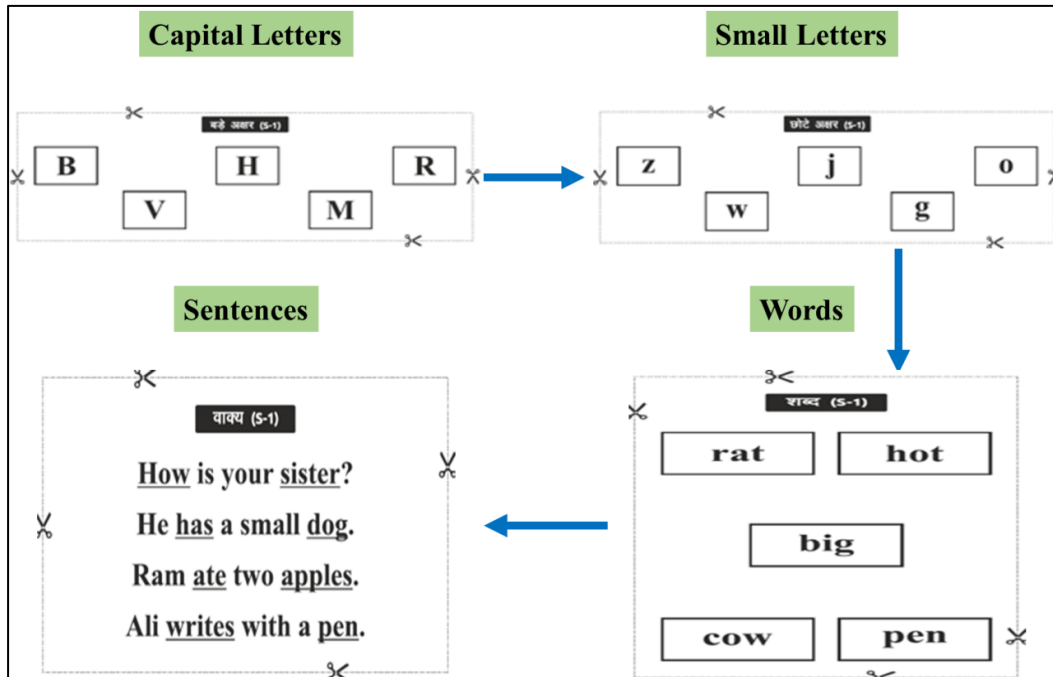 Capital Letters
Small Letters
बड़े अक्षर (S-1)
B H R
V M
छोटे अक्षर (S-1)
z j o
w g
Sentences
Words
वाक्य (S-1)
How is your sister?
He has a small dog.
Ram ate two apples.
Ali writes with a pen.
शब्द (S-1)
rat hot
big
cow pen